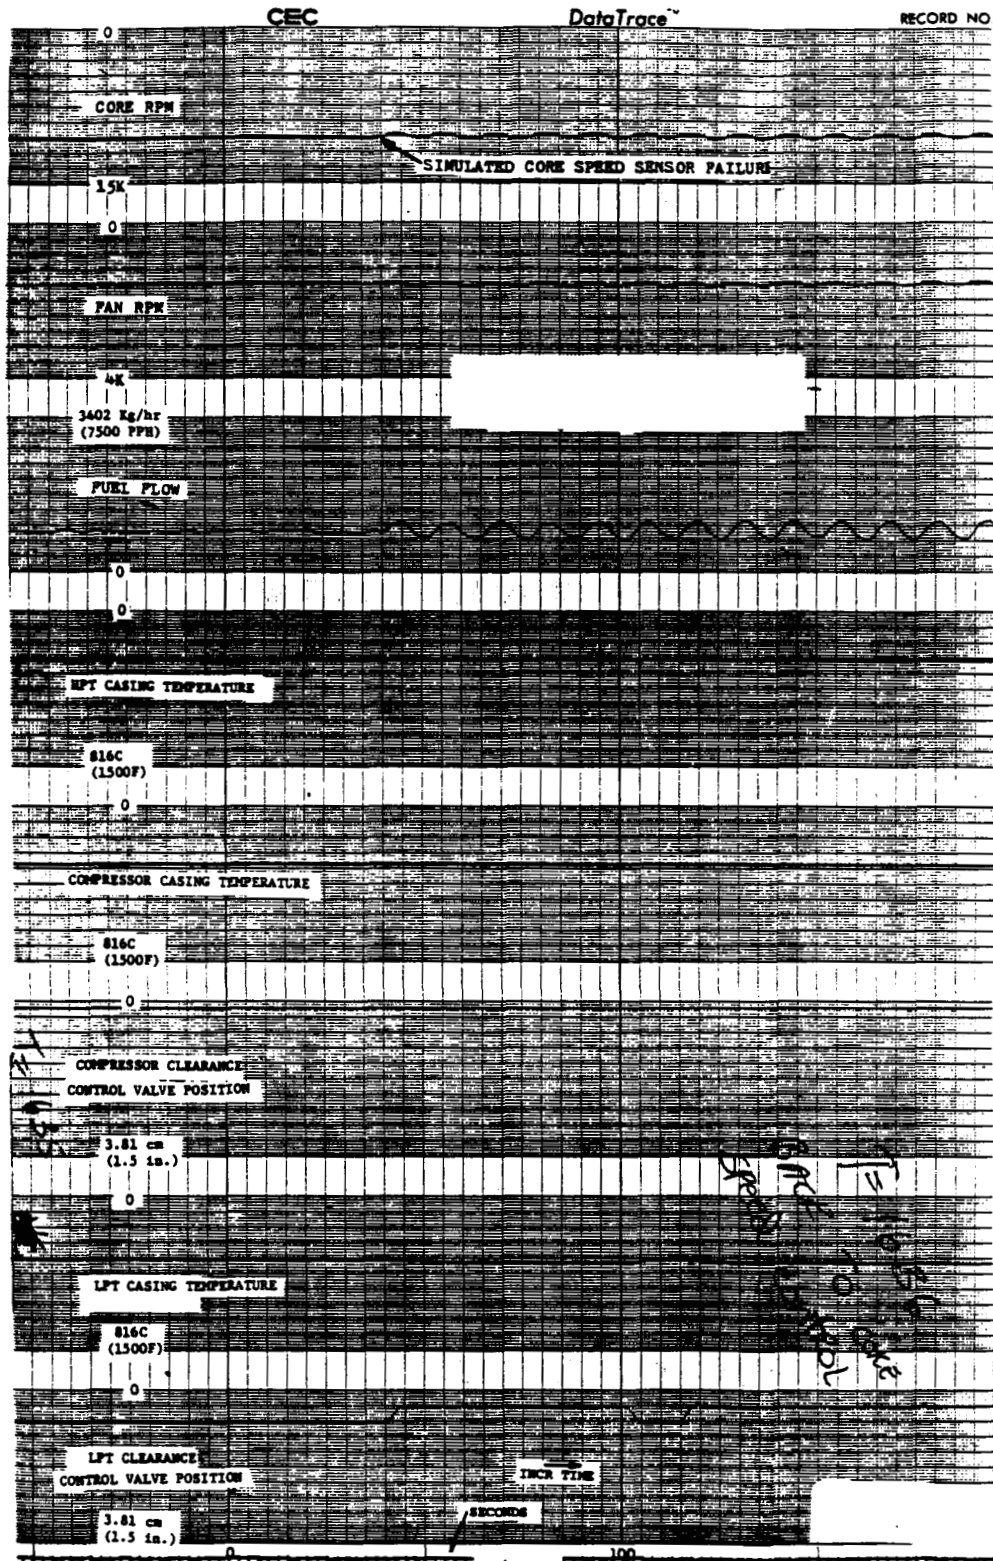 CEC DataTrace™ RECORD NO
0
CORE RPM
SIMULATED CORE SPEED SENSOR FAILURE
15K
0
FAN RPM
4K
3402 Kg/hr
(7500 PPH)
FUEL FLOW
0
0
HPT CASING TEMPERATURE
816C
(1500F)
0
COMPRESSOR CASING TEMPERATURE
816C
(1500F)
0
COMPRESSOR CLEARANCE
CONTROL VALVE POSITION
3.81 cm
(1.5 in.)
0
LPT CASING TEMPERATURE
816C
(1500F)
T= 1656
BACK TO CORE
SPEED CONTROL
0
LPT CLEARANCE
CONTROL VALVE POSITION
INCR TIME
SECONDS
3.81 cm
(1.5 in.)
0 100